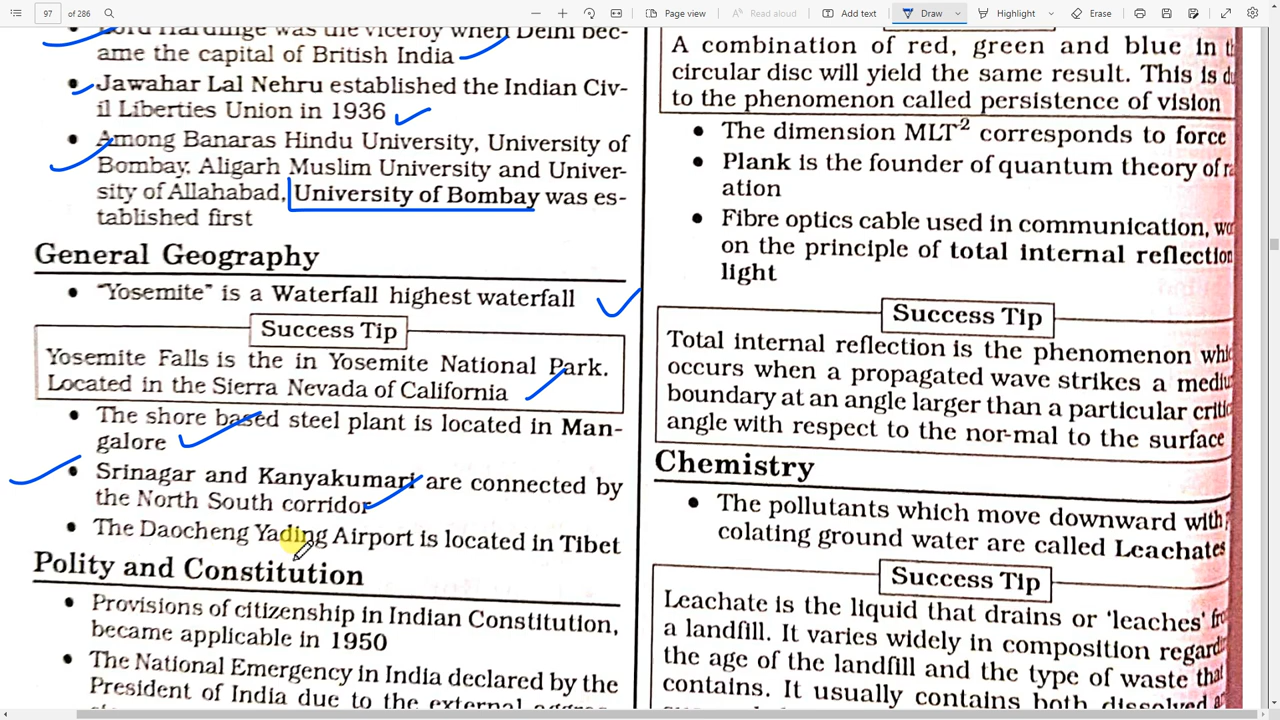 97
of 286
Page view
Read aloud
Add text
Draw
Highlight
Erase
Lord Hardinge was the viceroy when Delhi bec-
ame the capital of British India
Jawahar Lal Nehru established the Indian Civ-
il Liberties Union in 1936
Among Banaras Hindu University, University of
Bombay, Aligarh Muslim University and Univer-
sity of Allahabad, University of Bombay was es-
tablished first
General Geography
"Yosemite" is a Waterfall highest waterfall
Success Tip
Yosemite Falls is the in Yosemite National Park.
Located in the Sierra Nevada of California
The shore based steel plant is located in Man-
galore
Srinagar and Kanyakumari are connected by
the North South corridor
The Daocheng Yading Airport is located in Tibet
Polity and Constitution
Provisions of citizenship in Indian Constitution,
became applicable in 1950
The National Emergency in India declared by the
President of India due to the external
A combination of red, green and blue in
circular disc will yield the same result. This is
to the phenomenon called persistence of vision
The dimension MLT² corresponds to force
Plank is the founder of quantum theory of
ation
Fibre optics cable used in communication,
on the principle of total internal reflection
light
Success Tip
Total internal reflection is the phenomenon
occurs when a propagated wave strikes a
boundary at an angle larger than a particular
angle with respect to the nor-mal to the surface
Chemistry
The pollutants which move downward with
colating ground water are called Leachates
Success Tip
Leachate is the liquid that drains or 'leaches'
a landfill. It varies widely in composition
the age of the landfill and the type of waste that
contains. It usually contains both